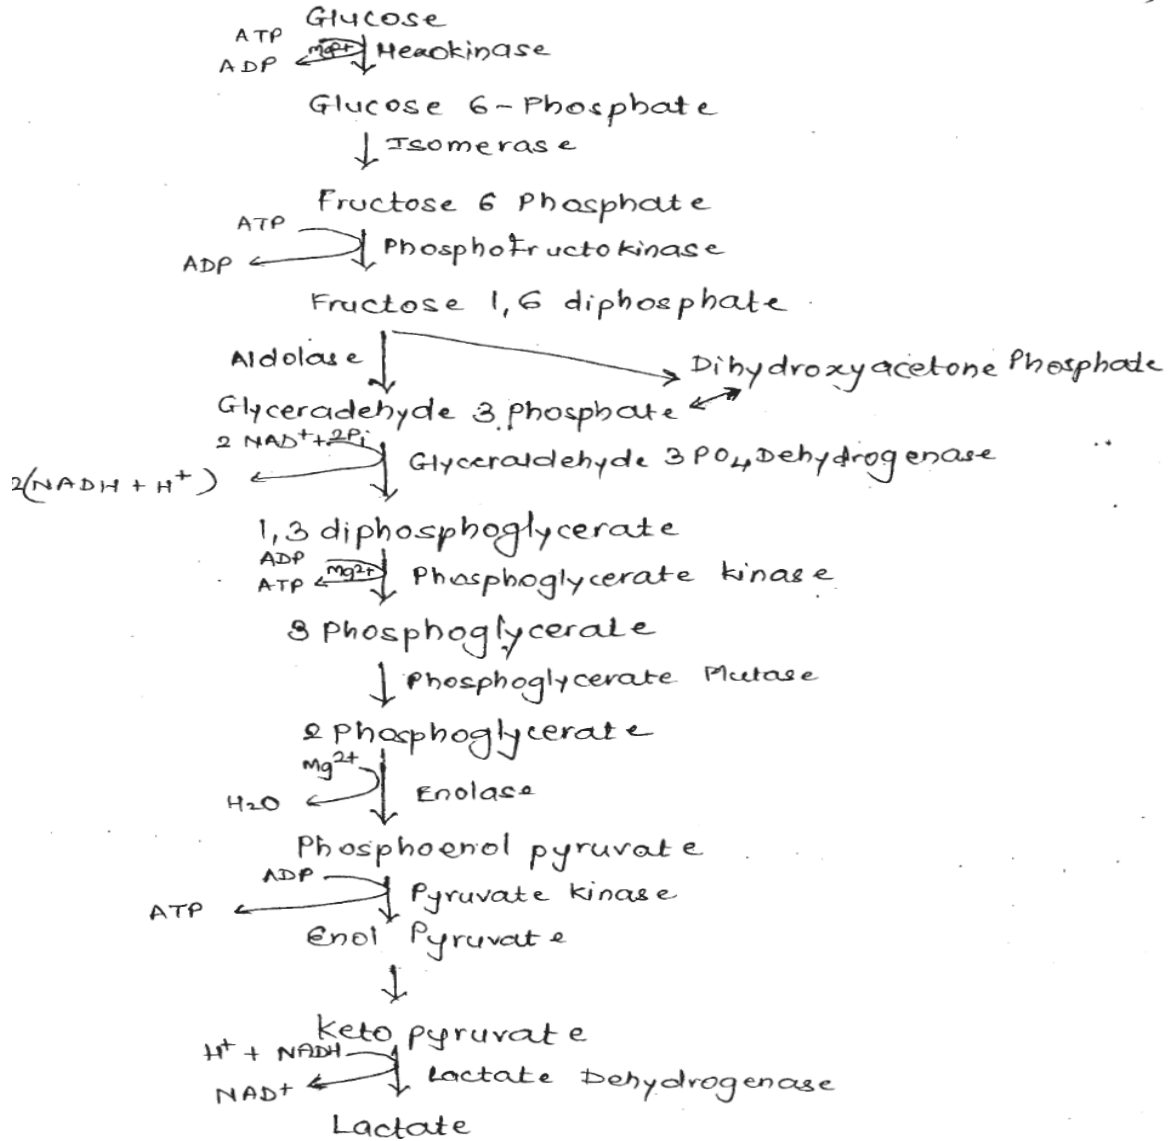 Glucose
ATP
Mg2+ Hexokinase
ADP
Glucose 6-Phosphate
Isomerase
Fructose 6 Phosphate
ATP
Phosphofructokinase
ADP
Fructose 1,6 diphosphate
Aldolase
Dihydroxyacetone Phosphate
Glyceradehyde 3 Phosphate
2 NAD+ + 2Pi
Glyceraldehyde 3 PO4 Dehydrogenase
2(NADH + H+)
1,3 diphosphoglycerate
ADP
ATP Mg2+ Phosphoglycerate kinase
3 Phosphoglycerate
Phosphoglycerate Mutase
2 Phosphoglycerate
Mg2+
H2O Enolase
Phosphoenol pyruvate
ADP
Pyruvate kinase
ATP
Enol Pyruvate
Keto pyruvate
H+ + NADH
Lactate Dehydrogenase
NAD+
Lactate